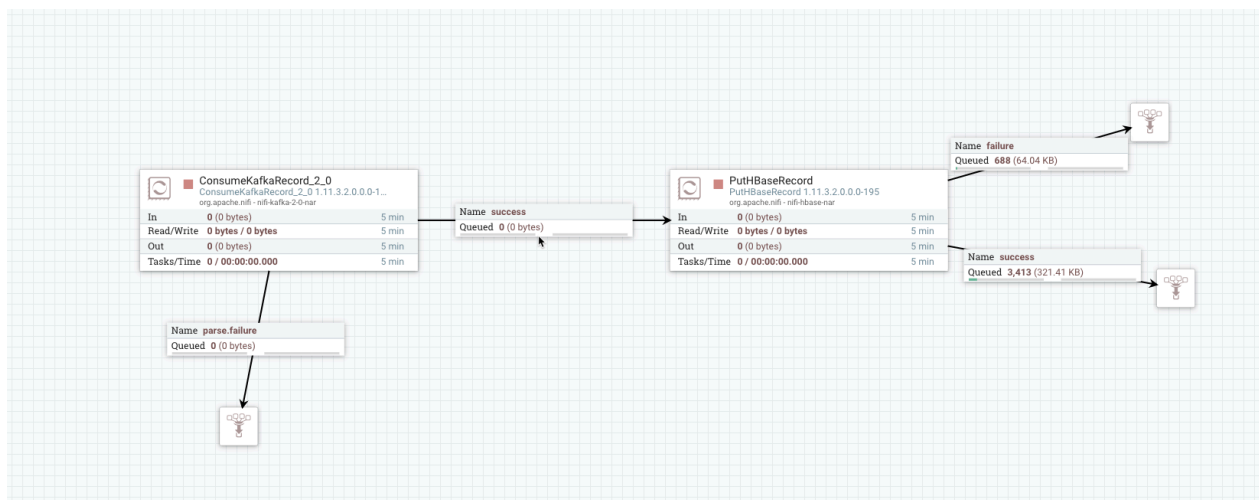 ConsumeKafkaRecord_2_0
ConsumeKafkaRecord_2_0 1.11.3.2.0.0.0-1...
org.apache.nifi - nifi-kafka-2-0-nar
In 0 (0 bytes) 5 min
Read/Write 0 bytes / 0 bytes 5 min
Out 0 (0 bytes) 5 min
Tasks/Time 0 / 00:00:00.000 5 min
Name success
Queued 0 (0 bytes)
Name parse.failure
Queued 0 (0 bytes)
PutHBaseRecord
PutHBaseRecord 1.11.3.2.0.0.0-195
org.apache.nifi - nifi-hbase-nar
In 0 (0 bytes) 5 min
Read/Write 0 bytes / 0 bytes 5 min
Out 0 (0 bytes) 5 min
Tasks/Time 0 / 00:00:00.000 5 min
Name failure
Queued 688 (64.04 KB)
Name success
Queued 3,413 (321.41 KB)